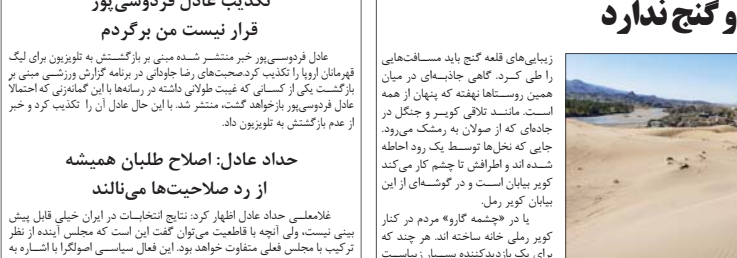 و گنج ندارد
زیبایی‌های قلعه گنج باید مسافت‌هایی
را طی کرد. گاهی جاذبه‌ای در میان
همین روستاها نهفته که پنهان از همه
است. مانند تلاقی کویر و جنگل در
جاده‌ای که از صولان به رمشک می‌رود.
جایی که نخل‌ها توسط یک رود احاطه
شده اند و اطرافش تا چشم کار می‌کند
کویر بیابان است و در گوشه‌ای از این
بیابان کویر رمل.
یا در «چشمه گارو» مردم در کنار
کویر رملی خانه ساخته اند. هر چند که
برای یک بازدیدکننده بسیار زیباست
تکذیب عادل فردوسی‌پور
قرار نیست من برگردم
عادل فردوسی‌پور خبر منتشر شده مبنی بر بازگشتش به تلویزیون برای لیگ
قهرمانان اروپا را تکذیب کرد.صحبت‌های رضا جاودانی در برنامه گزارش ورزشی مبنی بر
بازگشت یکی از کسانی که غیبت طولانی داشته در رسانه‌ها با این گمانه‌زنی که احتمالا
عادل فردوسی‌پور بازخواهد گشت، منتشر شد. با این حال عادل آن را تکذیب کرد و خبر
از عدم بازگشتش به تلویزیون داد.
حداد عادل: اصلاح طلبان همیشه
از رد صلاحیت‌ها می‌نالند
غلامعلی حداد عادل اظهار کرد: نتایج انتخابات در ایران خیلی قابل پیش
بینی نیست، ولی آنچه با قاطعیت می‌توان گفت این است که مجلس آینده از نظر
ترکیب با مجلس فعلی متفاوت خواهد بود. این فعال سیاسی اصولگرا با اشاره به